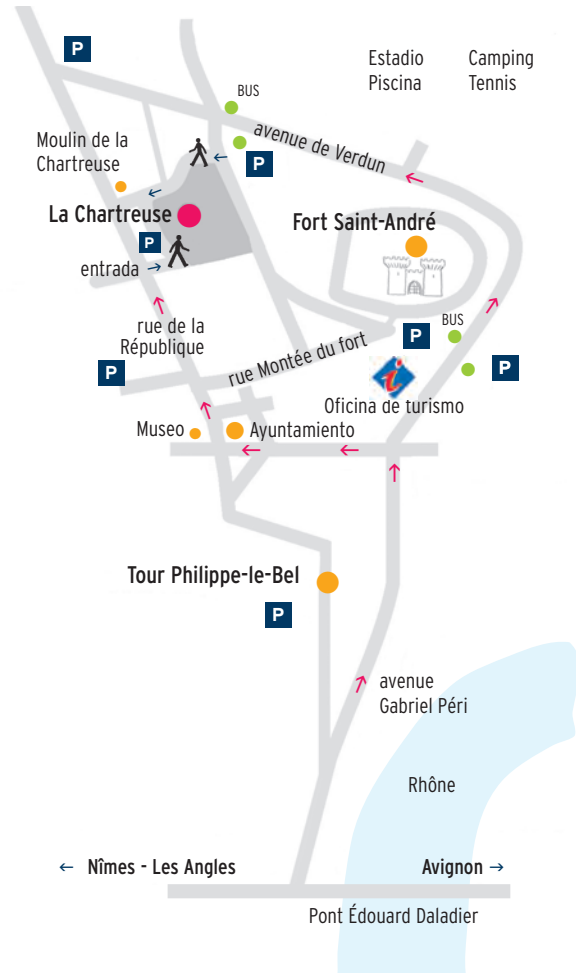 P
Estadio
Piscina
Camping
Tennis
BUS
avenue de Verdun
Moulin de la
Chartreuse
P
La Chartreuse
Fort Saint-André
P
entrada
rue de la
République
BUS
P
rue Montée du fort
P
P
i
Oficina de turismo
Museo
Ayuntamiento
Tour Philippe-le-Bel
P
avenue
Gabriel Péri
Rhône
← Nîmes - Les Angles
Avignon →
Pont Édouard Daladier